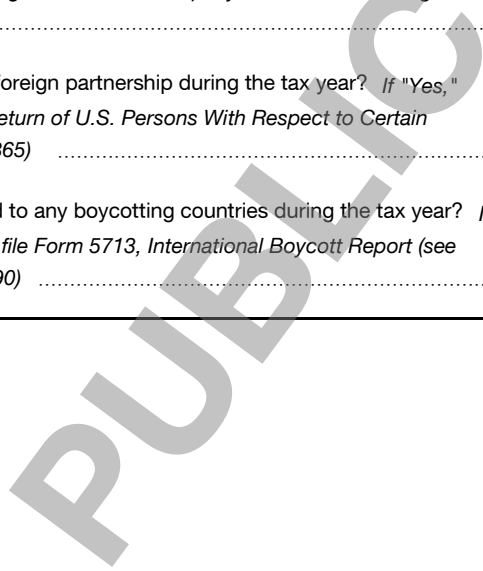 foreign partnership during the tax year? If "Yes,"
eturn of U.S. Persons With Respect to Certain
865)
to any boycotting countries during the tax year?
file Form 5713, International Boycott Report (see
90)
PUBLIC